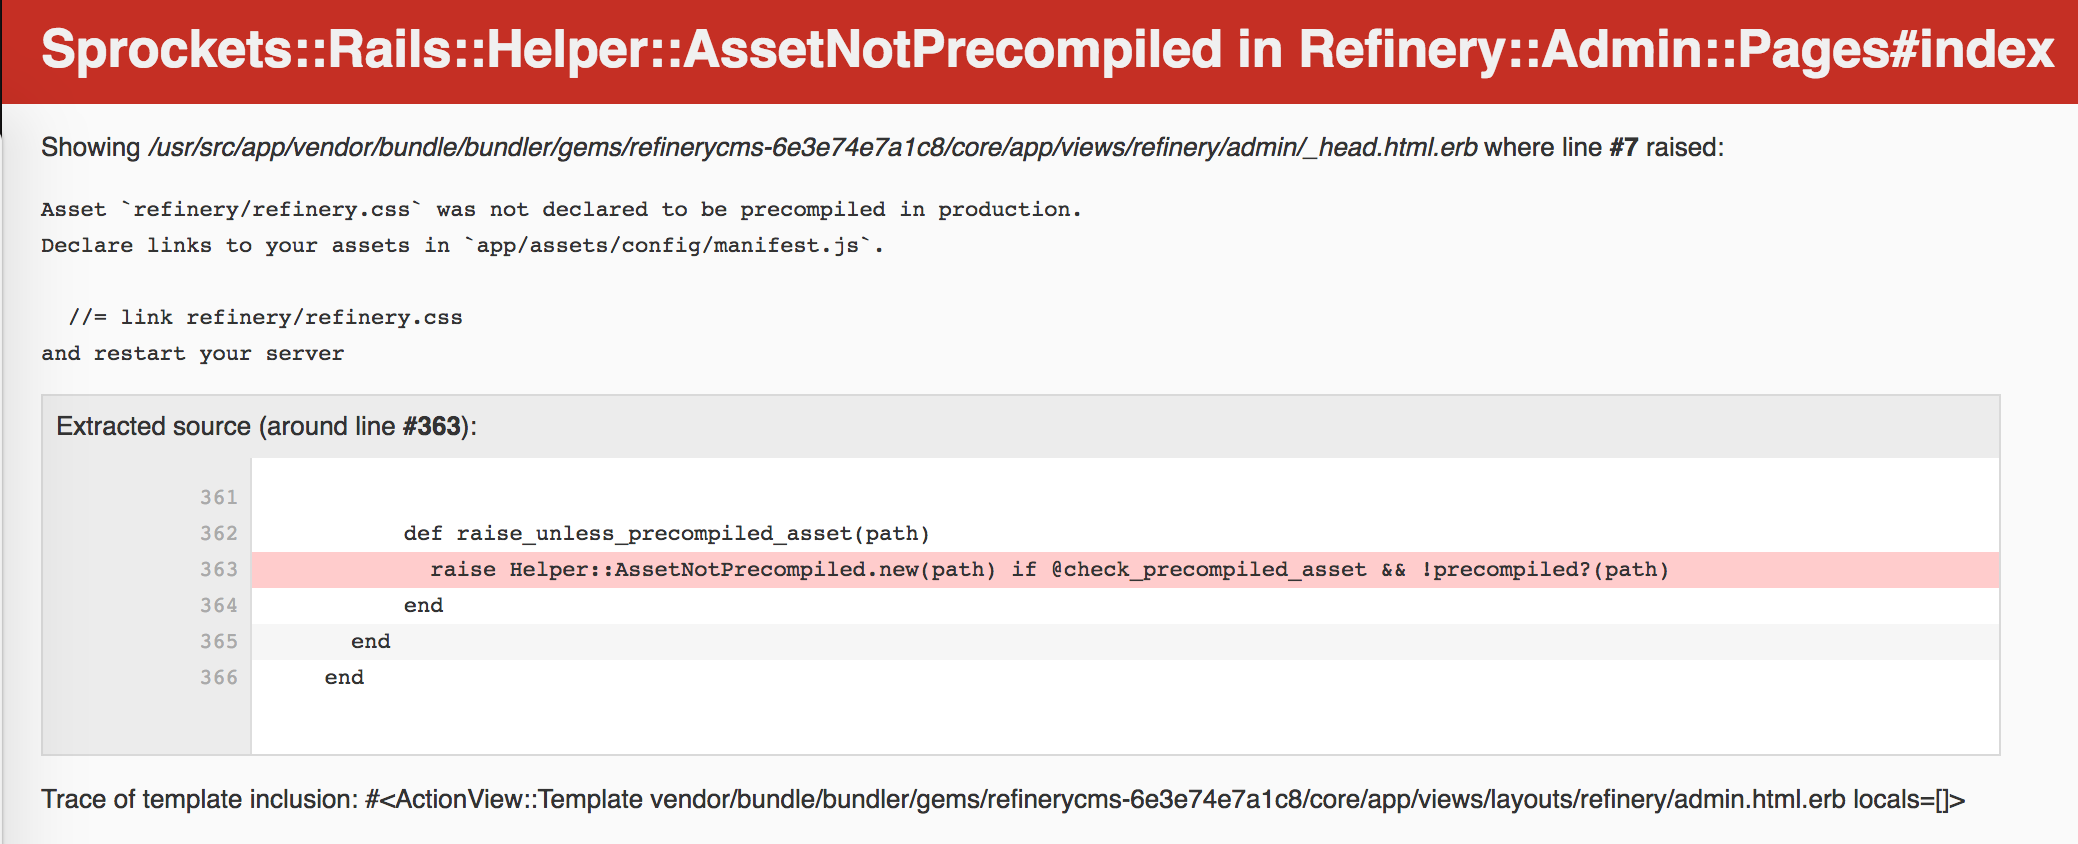 Sprockets::Rails::Helper::AssetNotPrecompiled in Refinery::Admin::Pages#index
Showing /usr/src/app/vendor/bundle/bundler/gems/refinerycms-6e3e74e7a1c8/core/app/views/refinery/admin/_head.html.erb where line #7 raised:
Asset `refinery/refinery.css` was not declared to be precompiled in production.
Declare links to your assets in `app/assets/config/manifest.js`.
//= link refinery/refinery.css
and restart your server
Extracted source (around line #363):
361
362 def raise_unless_precompiled_asset(path)
363 raise Helper::AssetNotPrecompiled.new(path) if @check_precompiled_asset && !precompiled?(path)
364 end
365 end
366 end
Trace of template inclusion: #<ActionView::Template vendor/bundle/bundler/gems/refinerycms-6e3e74e7a1c8/core/app/views/layouts/refinery/admin.html.erb locals=[]>